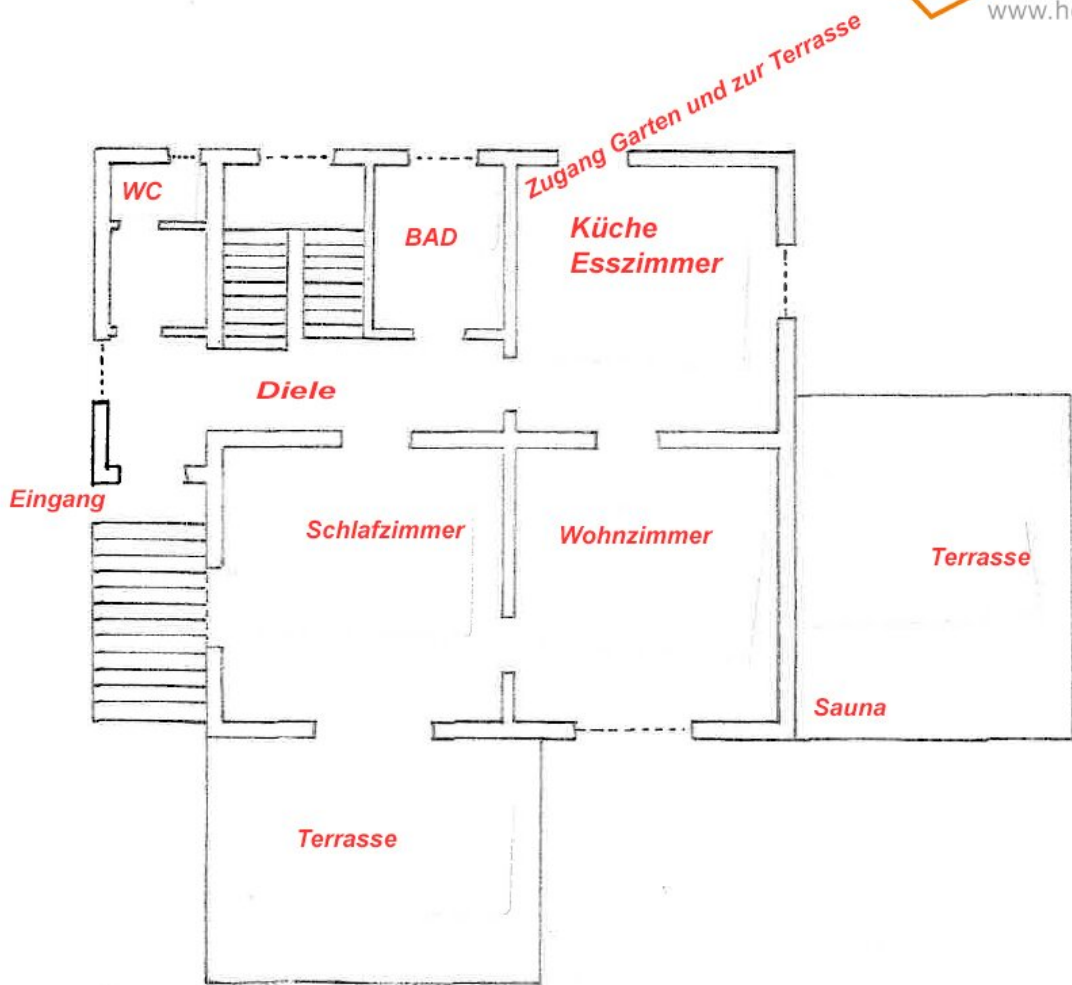 www.h
Zugang Garten und zur Terrasse
WC
BAD
Küche
Esszimmer
Diele
Eingang
Schlafzimmer
Wohnzimmer
Terrasse
Sauna
Terrasse